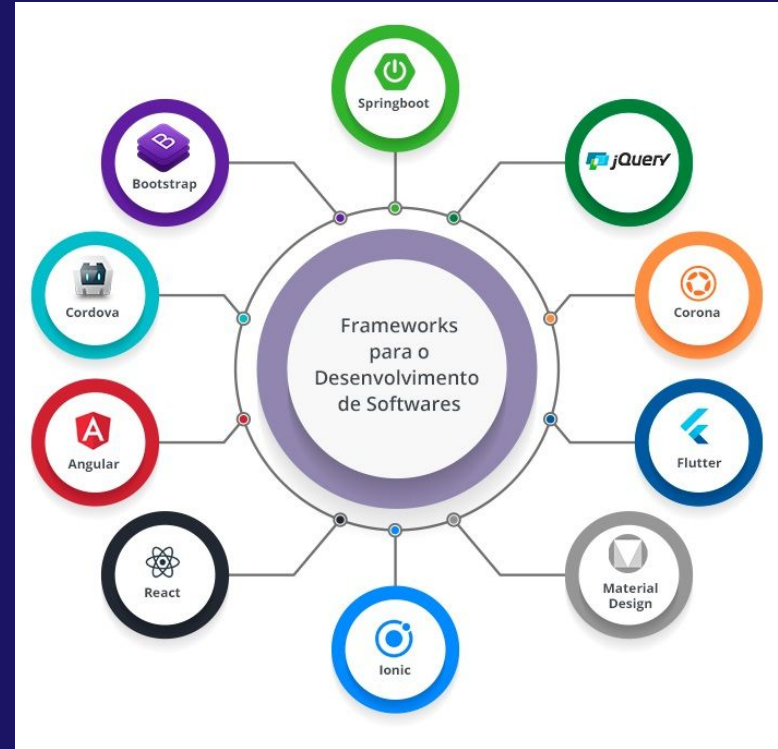 Springboot
Bootstrap
jQuery
Cordova
Corona
Frameworks
para o
Desenvolvimento
de Softwares
Angular
Flutter
React
Material
Design
Ionic